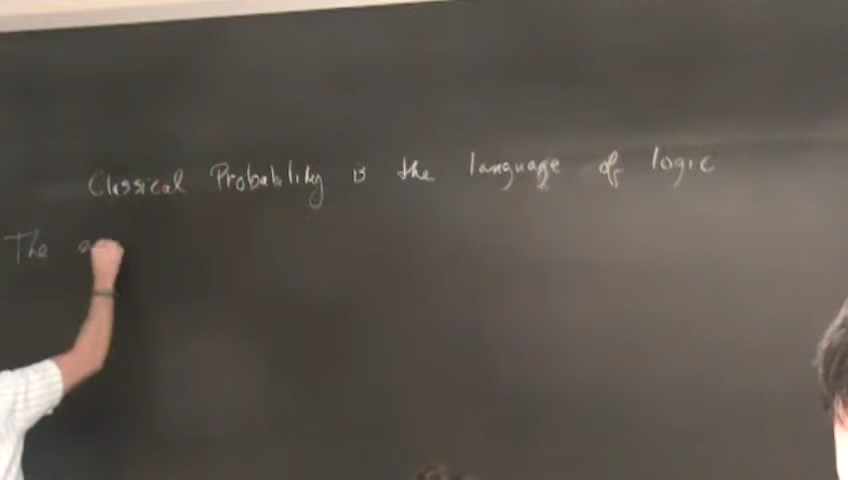 Classical Probability is the language of logic
The